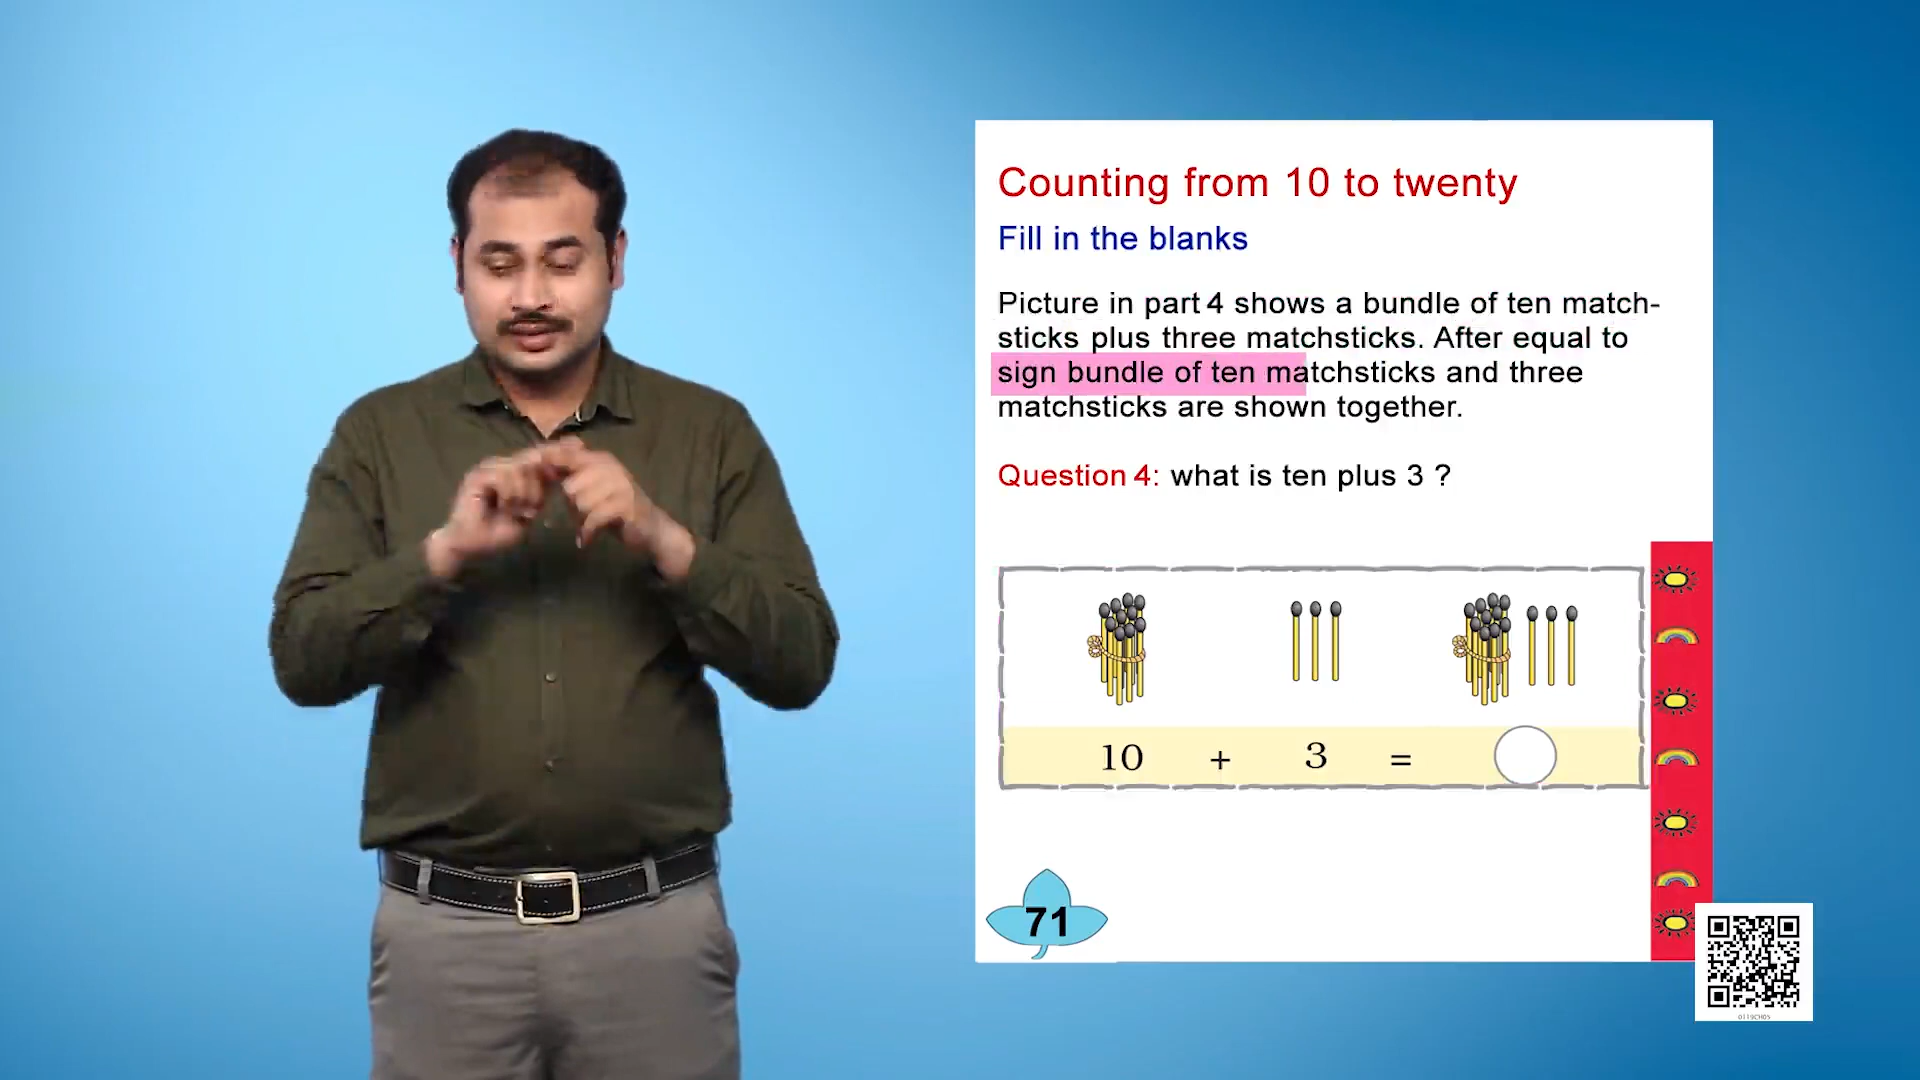 Counting from 10 to twenty
Fill in the blanks
Picture in part 4 shows a bundle of ten match-
sticks plus three matchsticks. After equal to
sign bundle of ten matchsticks and three
matchsticks are shown together.
Question 4: what is ten plus 3 ?
10 + 3 =
71
0119CH05